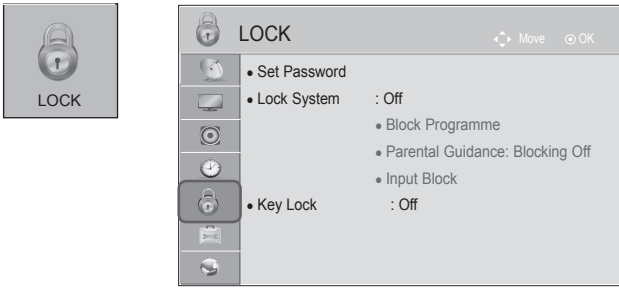 LOCK
LOCK
Move
OK
• Set Password
• Lock System : Off
• Block Programme
• Parental Guidance: Blocking Off
• Input Block
• Key Lock : Off